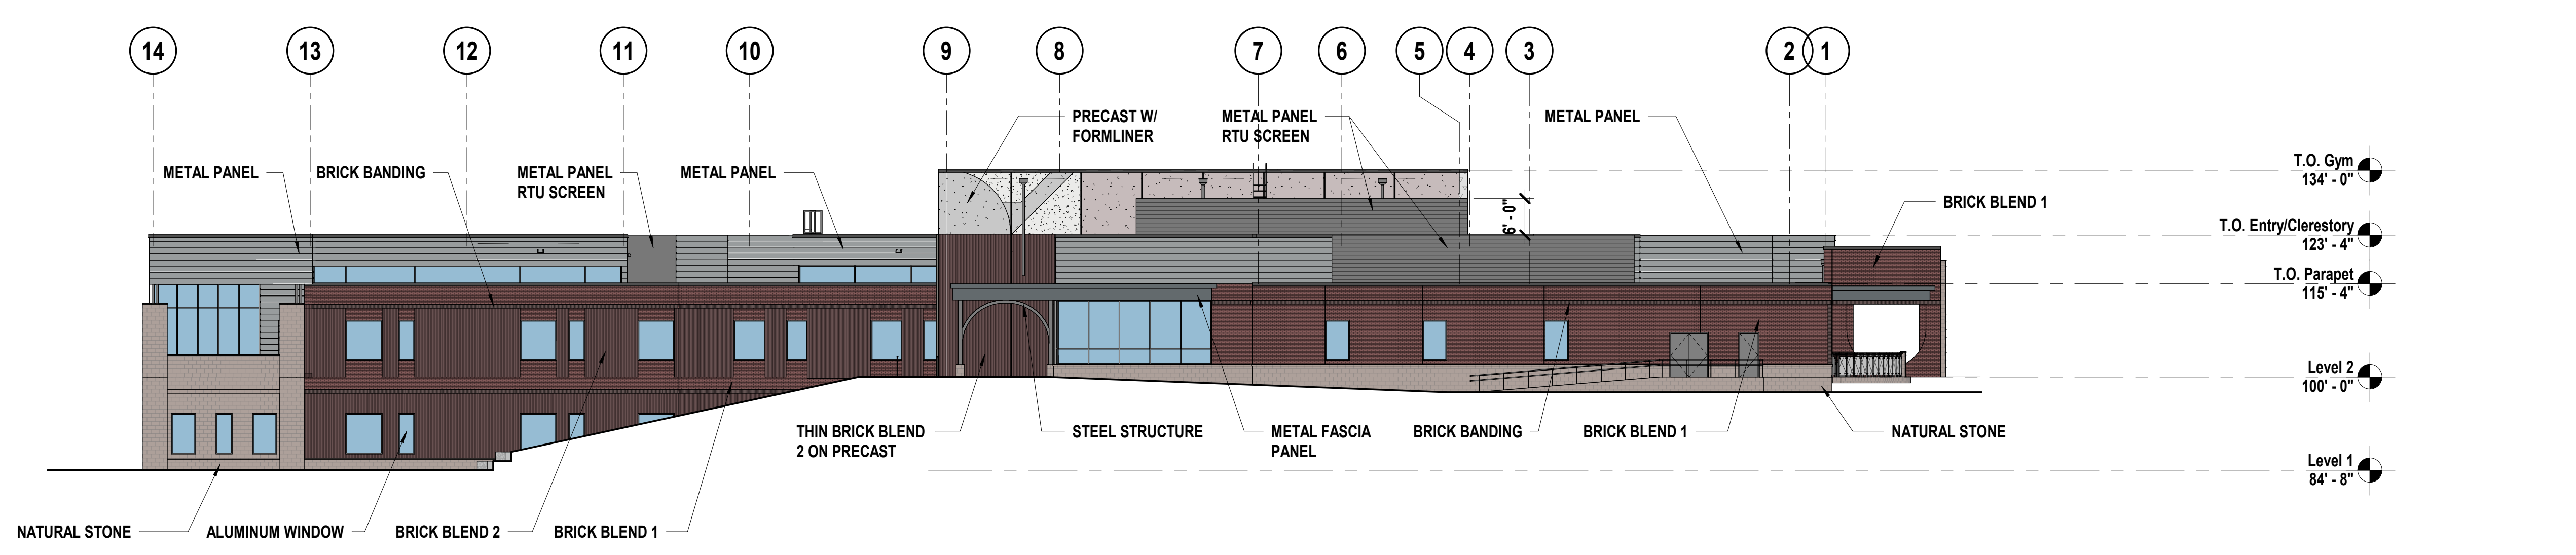 14
13
12
11
10
9
8
7
6
5
4
3
2
1
PRECAST W/
FORMLINER
METAL PANEL
RTU SCREEN
METAL PANEL
METAL PANEL
BRICK BANDING
METAL PANEL
RTU SCREEN
METAL PANEL
T.O. Gym
134' - 0"
BRICK BLEND 1
6' - 0"
T.O. Entry/Clerestory
123' - 4"
T.O. Parapet
115' - 4"
Level 2
100' - 0"
THIN BRICK BLEND
2 ON PRECAST
STEEL STRUCTURE
METAL FASCIA
PANEL
BRICK BANDING
BRICK BLEND 1
NATURAL STONE
Level 1
84' - 8"
NATURAL STONE
ALUMINUM WINDOW
BRICK BLEND 2
BRICK BLEND 1